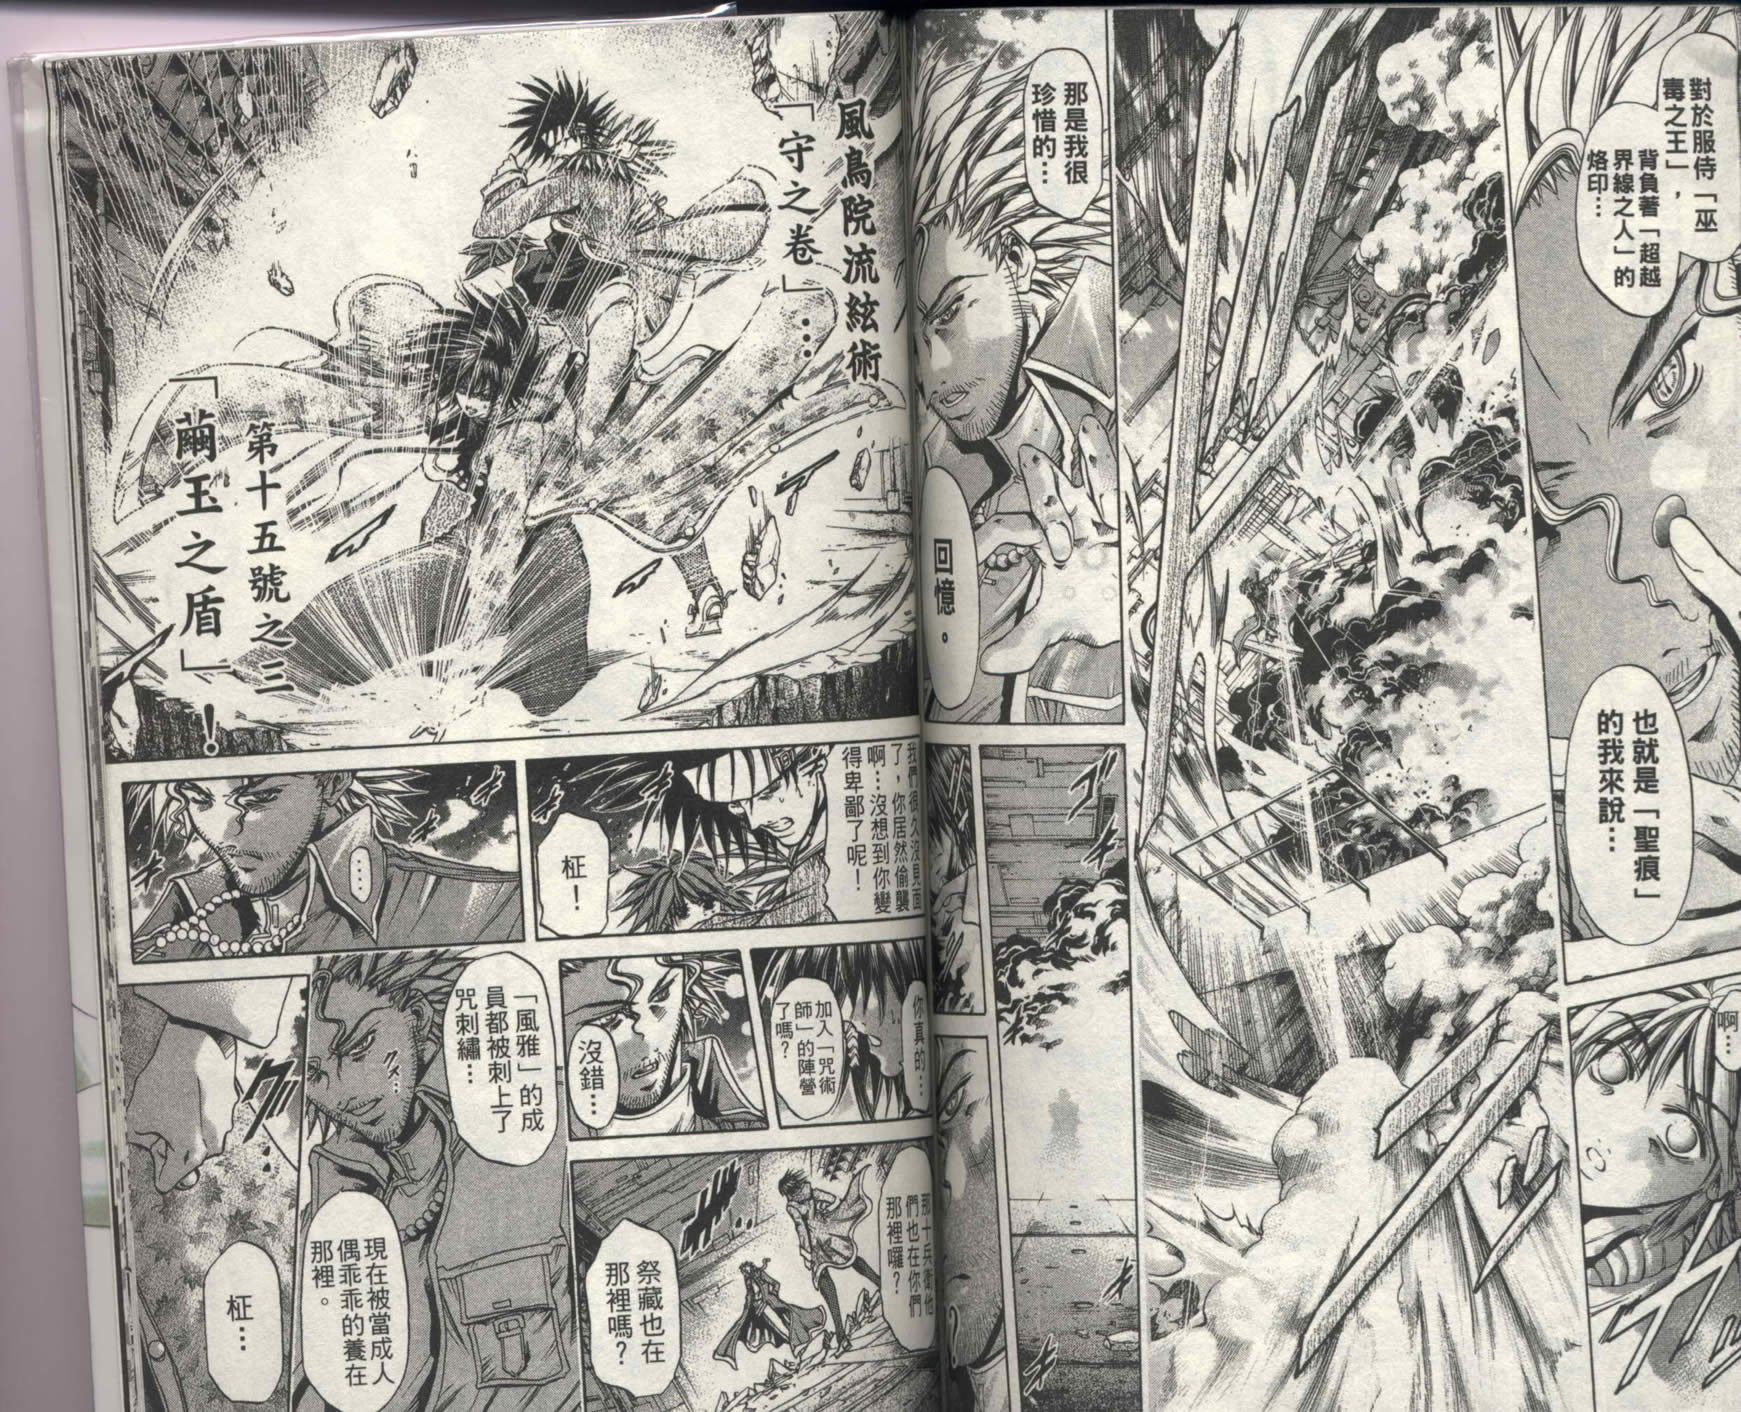 對於服侍「巫
毒之王」，
背負著「超越
界線之人」的
烙印…
也就是「聖痕」
的我來說…
啊…
那是我很
珍惜的…
回憶。
風鳥院流絃術
「守之卷」…
第十五號之三
「繭玉之盾」！
我們很久沒見面
了，你居然偷襲
啊…沒想到你變
得卑鄙了呢！
柾！
……
你真的…
加入「咒術
師」的陣營
了嗎？
沒錯…
那十兵衛他
們也在你們
那裡囉？
祭藏也在
那裡嗎？
「風雅」的成
員都被刺上了
咒刺繡…
現在被當成人
偶乖乖的養在
那裡。
柾…